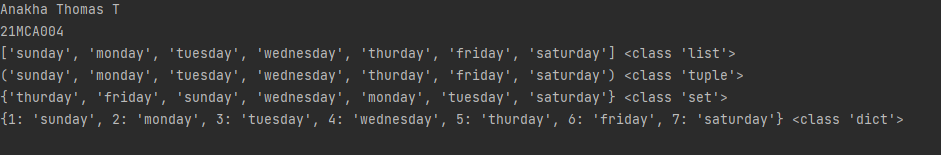 Anakha Thomas T
21MCA004
['sunday', 'monday', 'tuesday', 'wednesday', 'thurday', 'friday', 'saturday'] <class 'list'>
('sunday', 'monday', 'tuesday', 'wednesday', 'thurday', 'friday', 'saturday') <class 'tuple'>
{'thurday', 'friday', 'sunday', 'wednesday', 'monday', 'tuesday', 'saturday'} <class 'set'>
{1: 'sunday', 2: 'monday', 3: 'tuesday', 4: 'wednesday', 5: 'thurday', 6: 'friday', 7: 'saturday'} <class 'dict'>